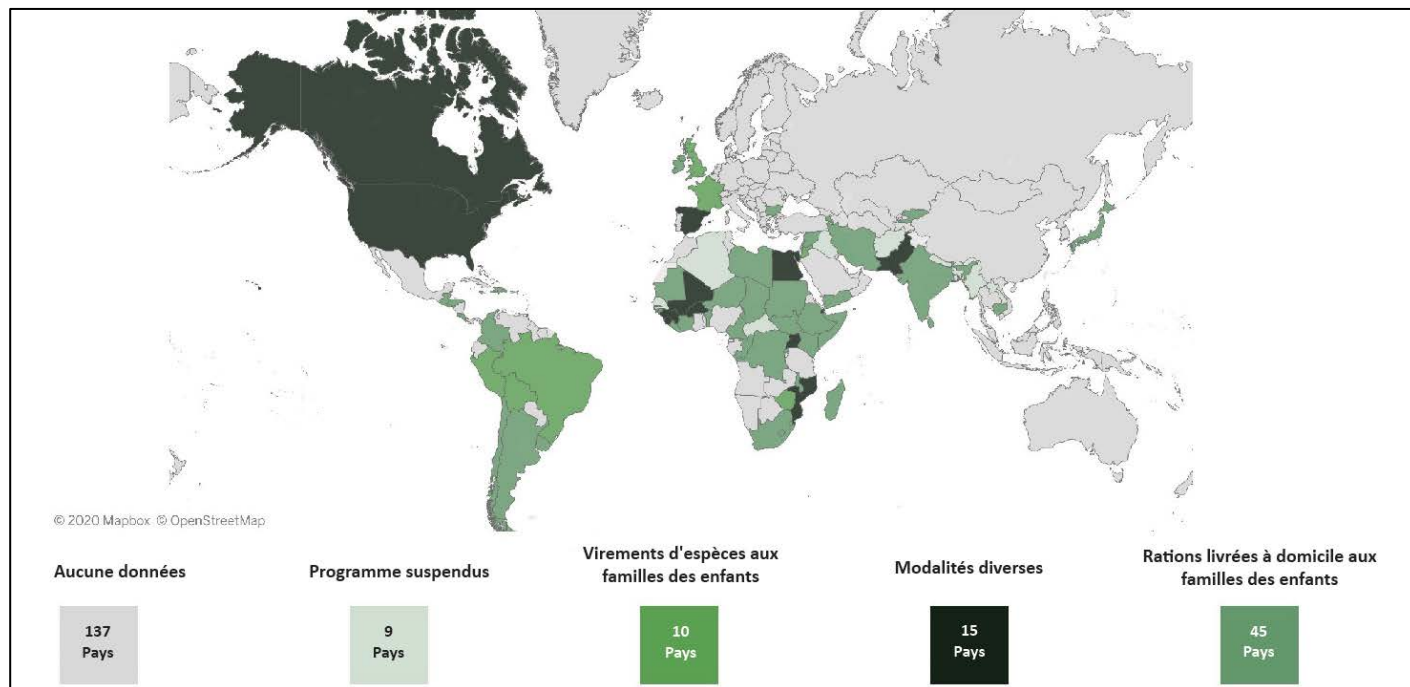 © 2020 Mapbox © OpenStreetMap
Aucune données
Programme suspendus
Virements d'espèces aux
familles des enfants
Modalités diverses
Rations livrées à domicile aux
familles des enfants
137
Pays
9
Pays
10
Pays
15
Pays
45
Pays